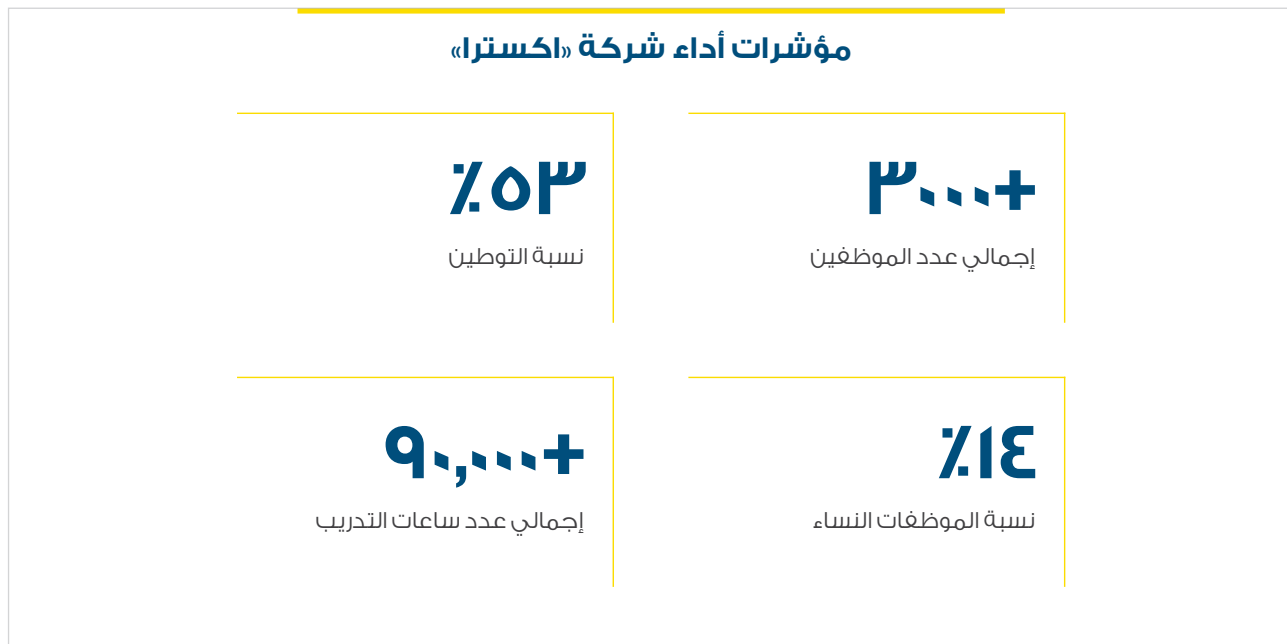 مؤشرات أداء شركة «اكسترا»
+٣٠٠٠
إجمالي عدد الموظفين
٥٣٪
نسبة التوطين
١٤٪
نسبة الموظفات النساء
+٩٠,٠٠٠
إجمالي عدد ساعات التدريب